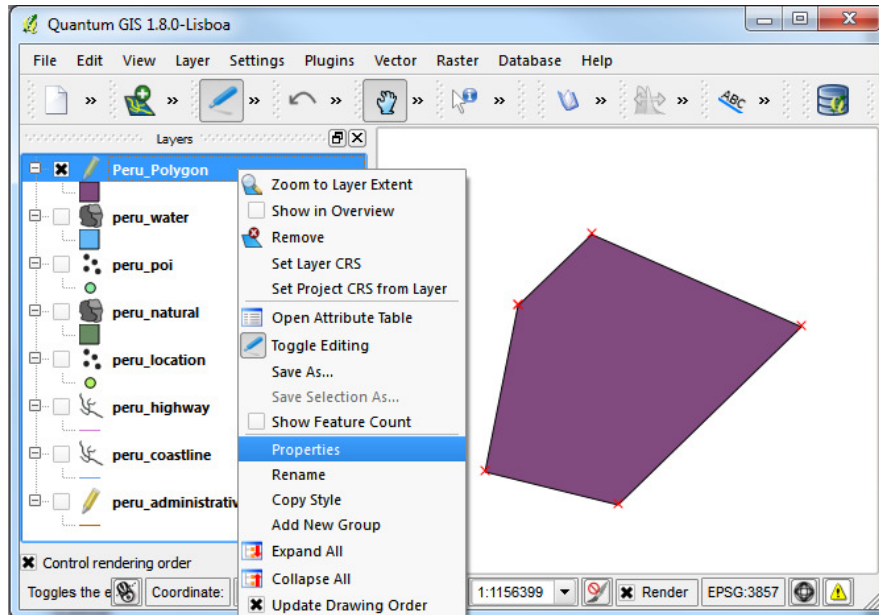 Quantum GIS 1.8.0-Lisboa
File Edit View Layer Settings Plugins Vector Raster Database Help
ABC
Layers
Peru_Polygon
peru_water
peru_poi
peru_natural
peru_location
peru_highway
peru_coastline
peru_administrativ
Zoom to Layer Extent
Show in Overview
Remove
Set Layer CRS
Set Project CRS from Layer
Open Attribute Table
Toggle Editing
Save As...
Save Selection As...
Show Feature Count
Properties
Rename
Copy Style
Add New Group
Expand All
Collapse All
Update Drawing Order
Control rendering order
Toggles the e Coordinate: 1:1156399 Render EPSG:3857